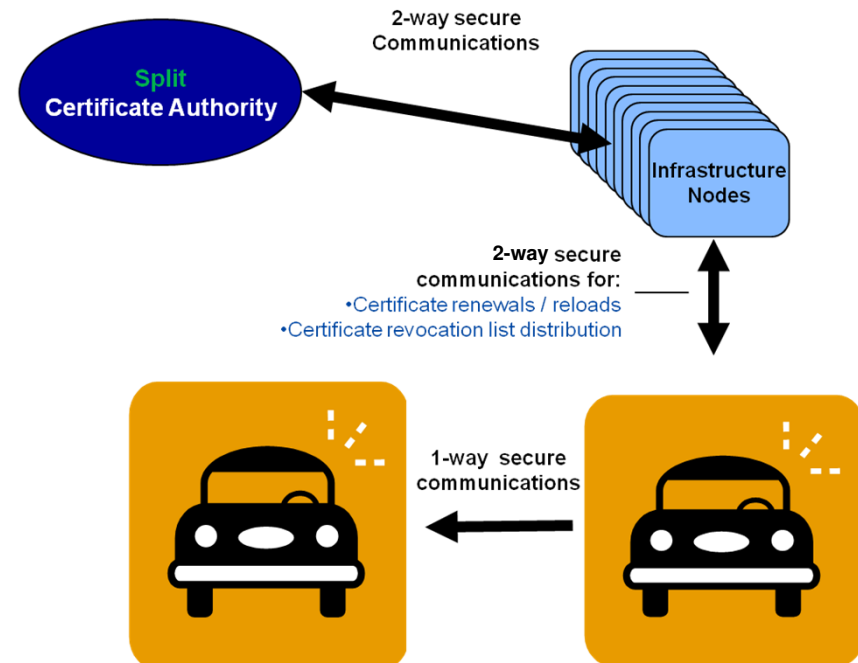 2-way secure
Communications
Split
Certificate Authority
Infrastructure
Nodes
2-way secure
communications for:
•Certificate renewals / reloads
•Certificate revocation list distribution
1-way secure
communications